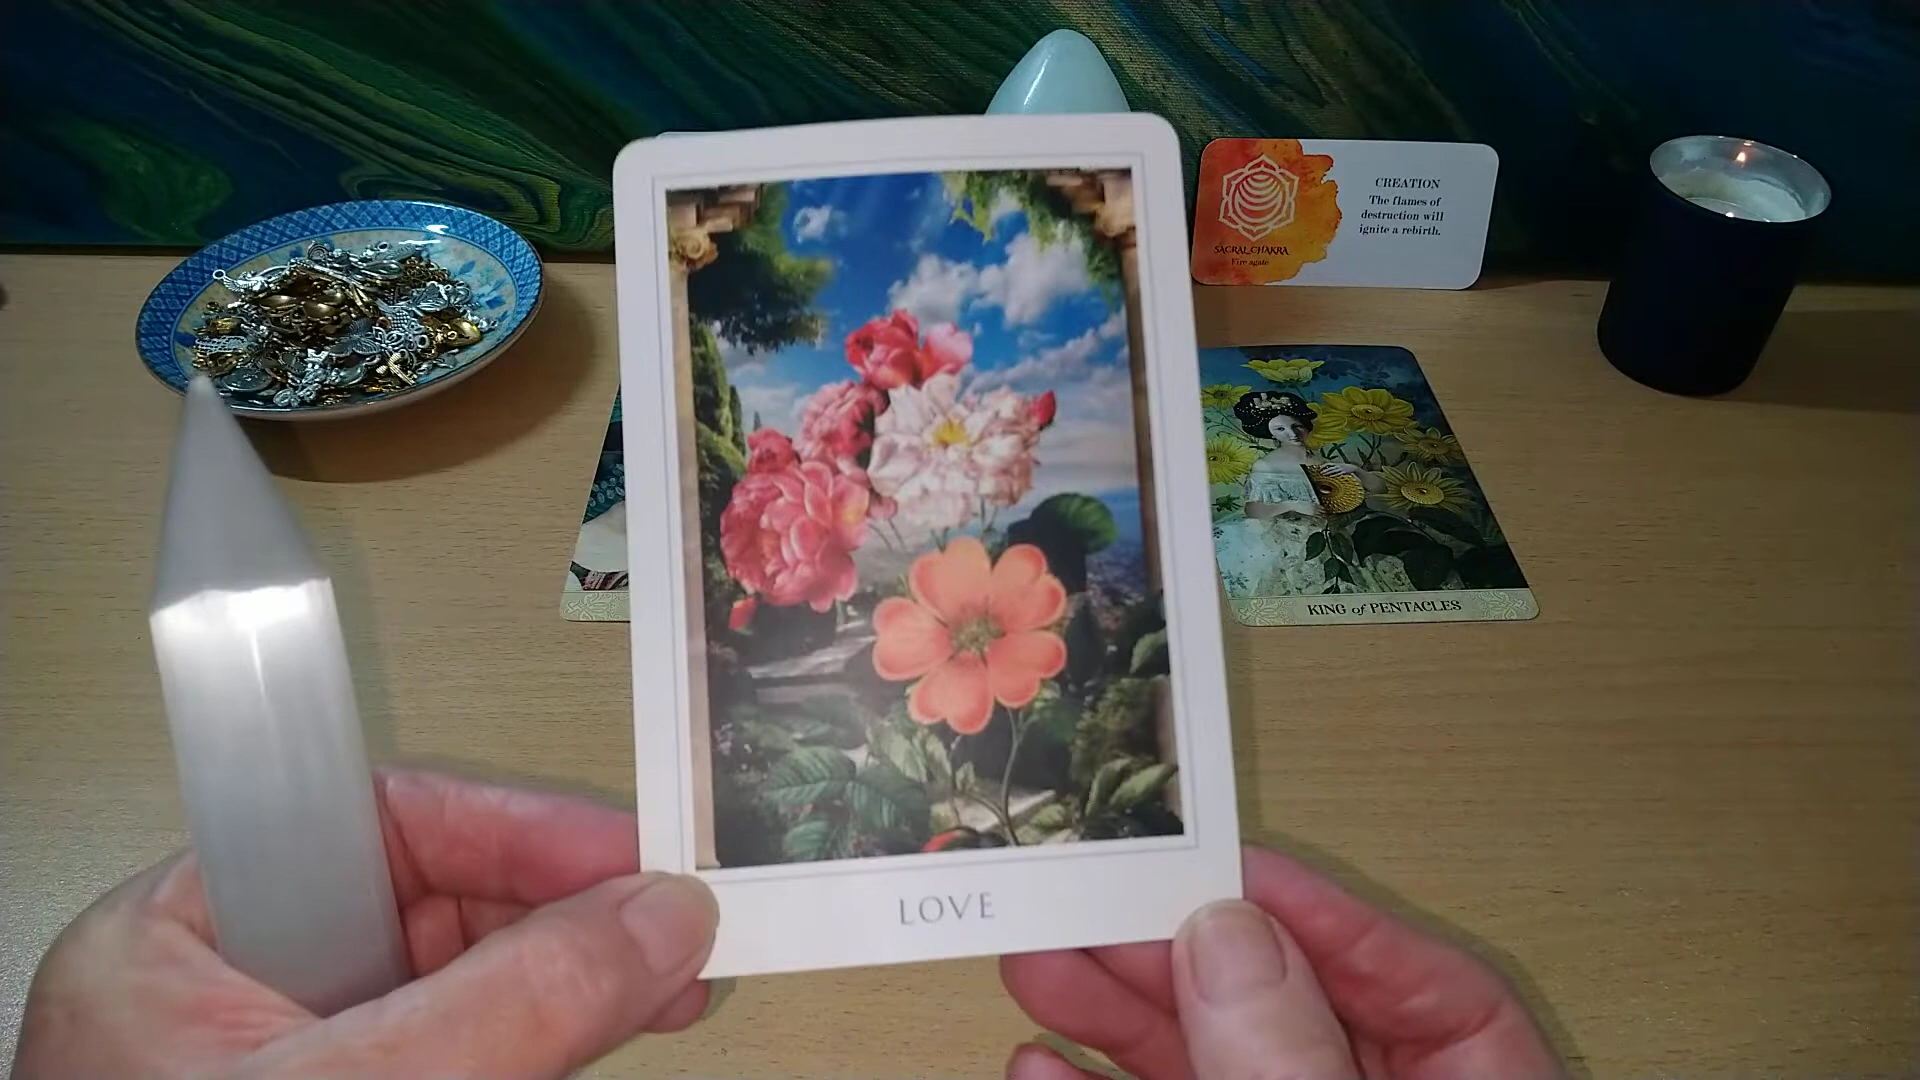 CREATION
The flames of
destruction will
ignite a rebirth.
SACRAL CHAKRA
Fire agate
KING of PENTACLES
LOVE